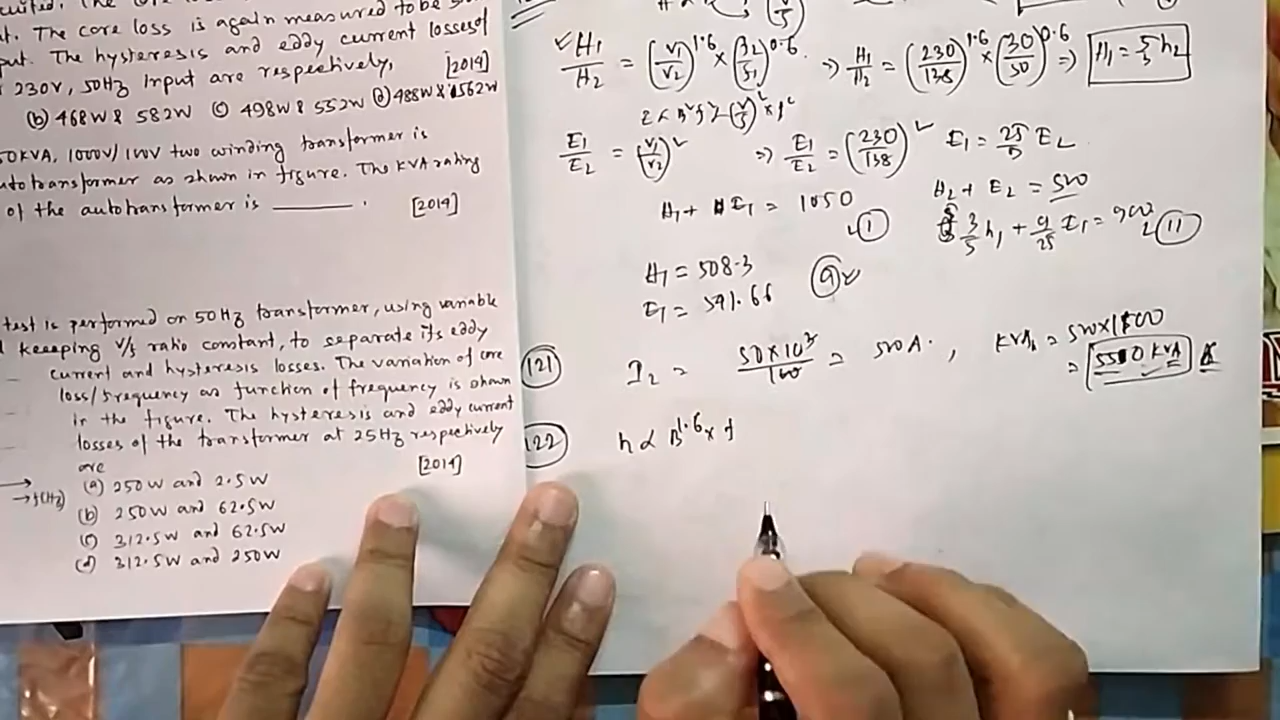 t. The core loss is again measured to be
put. The hysteresis and eddy current losses of
230V, 50Hz Input are respectively, [2019]
(b) 468W & 582W (c) 498W & 552W (d) 488W & 562W
50KVA, 1000V/100V two winding transformer is
utotransformer as shown in figure. The KVA rating
of the autotransformer is ______ . [2019]
test is performed on 50Hz transformer, using variable
keeping V/f ratio constant, to separate its eddy
current and hysteresis losses. The variation of core
loss/frequency as function of frequency is shown
in the figure. The hysteresis and eddy current
losses of the transformer at 25Hz respectively
are [2019]
→ f(Hz)
(a) 250W and 2.5W
(b) 250W and 62.5W
(c) 312.5W and 62.5W
(d) 312.5W and 250W
H1/H2 = (V1/V2)^1.6 × (f2/f1)^0.6 ⇒ H1/H2 = (230/138)^1.6 × (30/50)^0.6 ⇒ H1 = 5/3 h2
E1/E2 = (V1/V2)^2 ⇒ E1/E2 = (230/138)^2 E1 = 25/9 E2
H2 + E2 = 500
H1 + E1 = 1050 ①
3/5 h1 + 9/25 E1 = 500 ⑪
H1 = 508.3
E1 = 541.66 (a)
(121) I2 = 50×10^3/100 = 500A. , KVA = 500×1100
= 550 KVA
(122) h ∝ B^1.6 × f